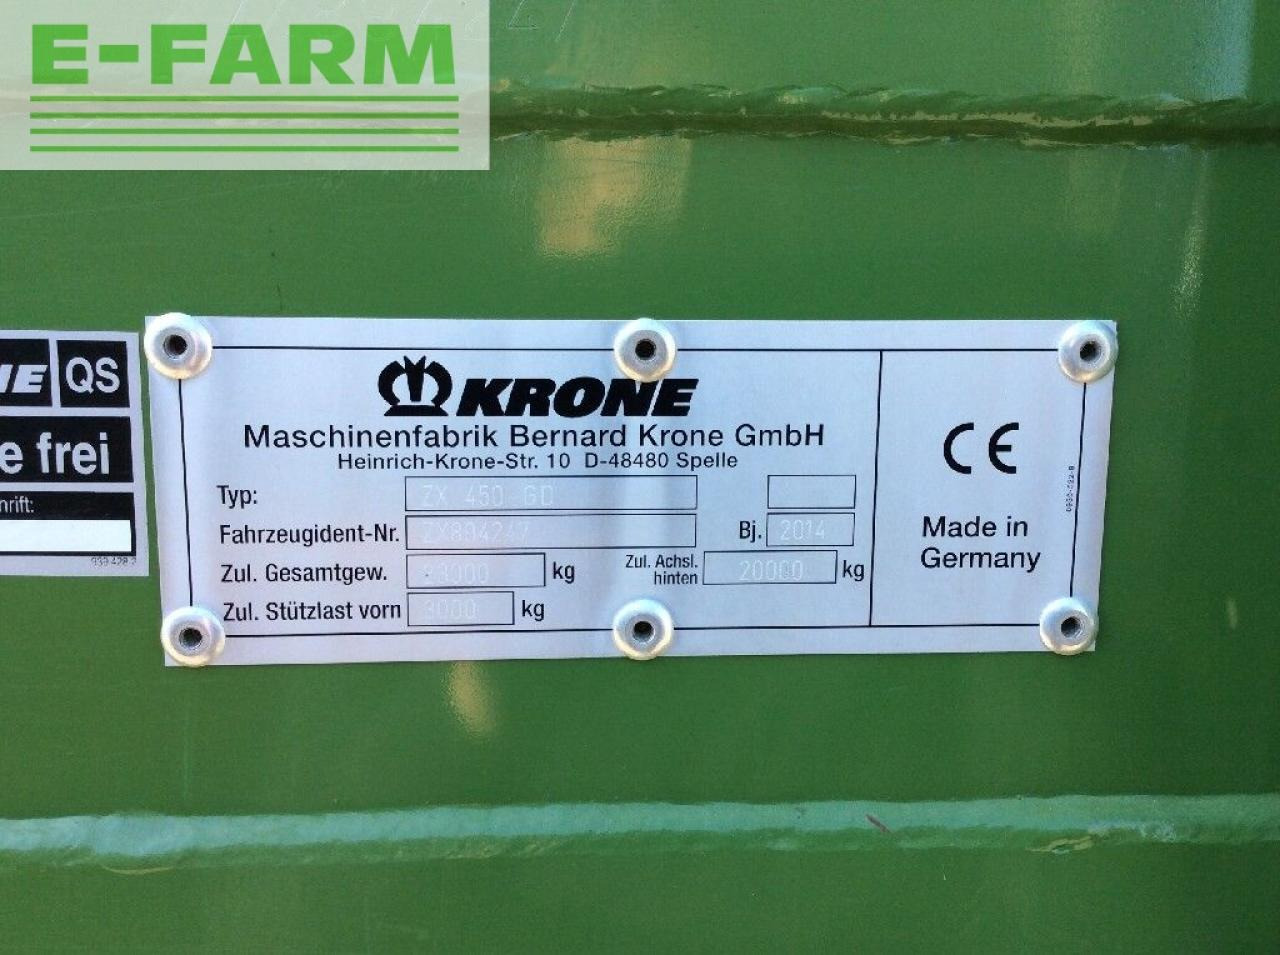 E-FARM
KRONE
Maschinenfabrik Bernard Krone GmbH
Heinrich-Krone-Str. 10 D-48480 Spelle
Typ: ZX 450 GD
Fahrzeugident-Nr. ZX894247 Bj. 2014
Zul. Gesamtgew. 23000 kg Zul. Achsl. hinten 20000 kg
Zul. Stützlast vorn 3000 kg
CE
Made in
Germany
QS
frei